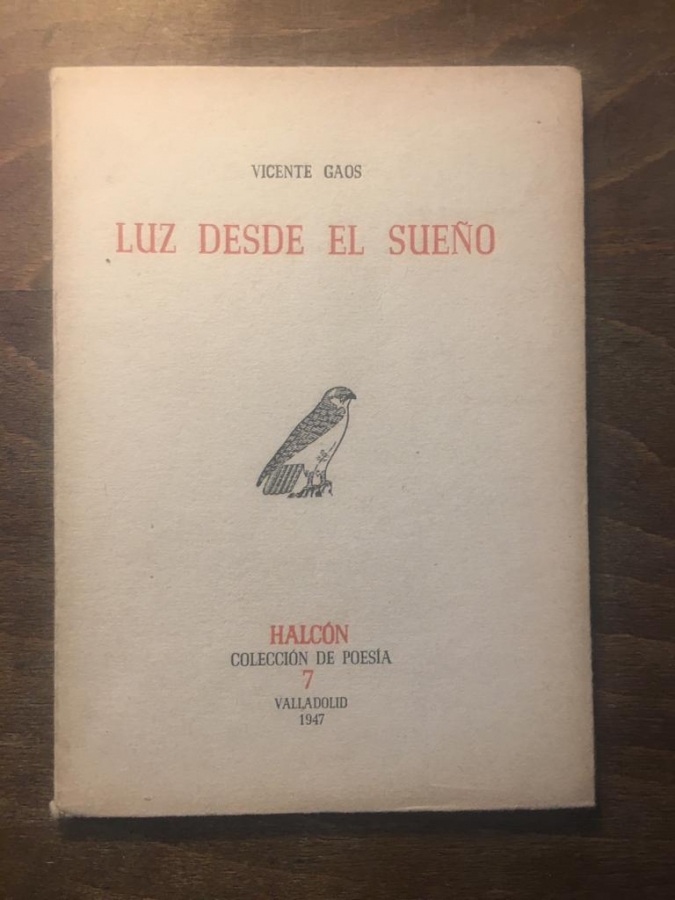 VICENTE GAOS
LUZ DESDE EL SUEÑO
HALCÓN
COLECCIÓN DE POESÍA
7
VALLADOLID
1947